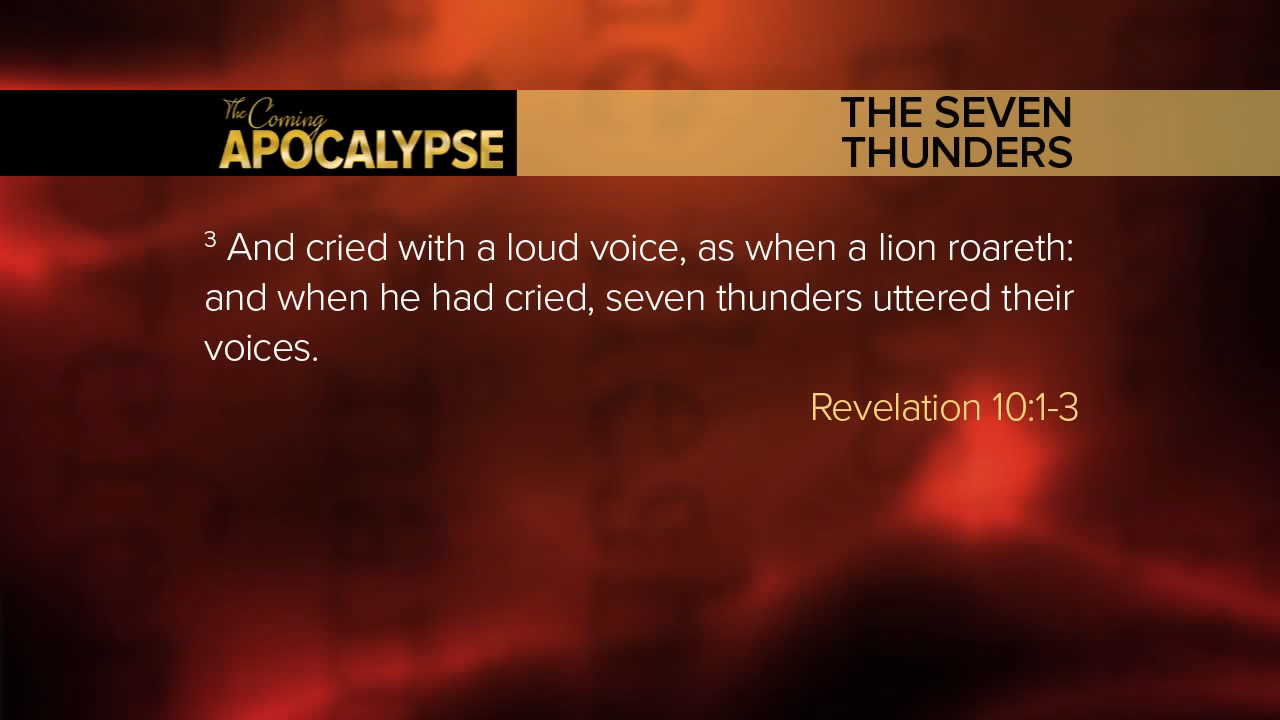 The Coming
APOCALYPSE
THE SEVEN
THUNDERS
3 And cried with a loud voice, as when a lion roareth:
and when he had cried, seven thunders uttered their
voices.
Revelation 10:1-3